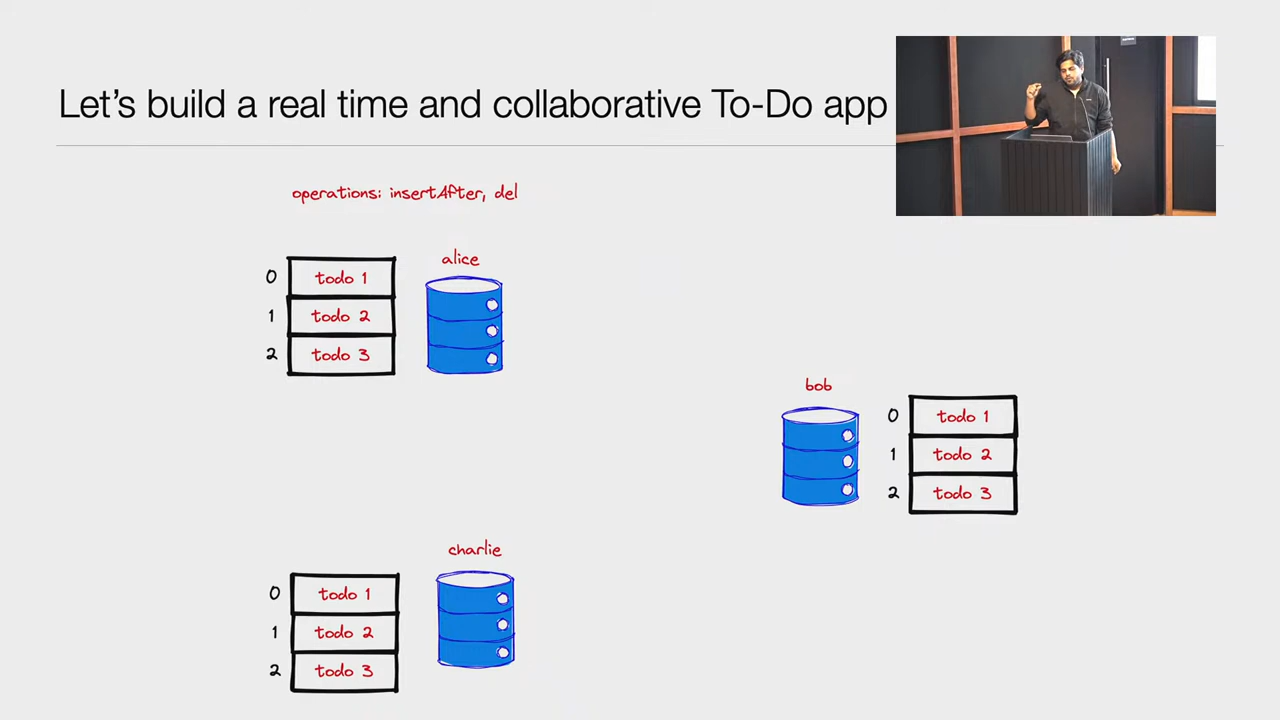 Let's build a real time and collaborative To-Do app
operations: insertAfter, del
alice
0 todo 1
1 todo 2
2 todo 3
bob
0 todo 1
1 todo 2
2 todo 3
charlie
0 todo 1
1 todo 2
2 todo 3